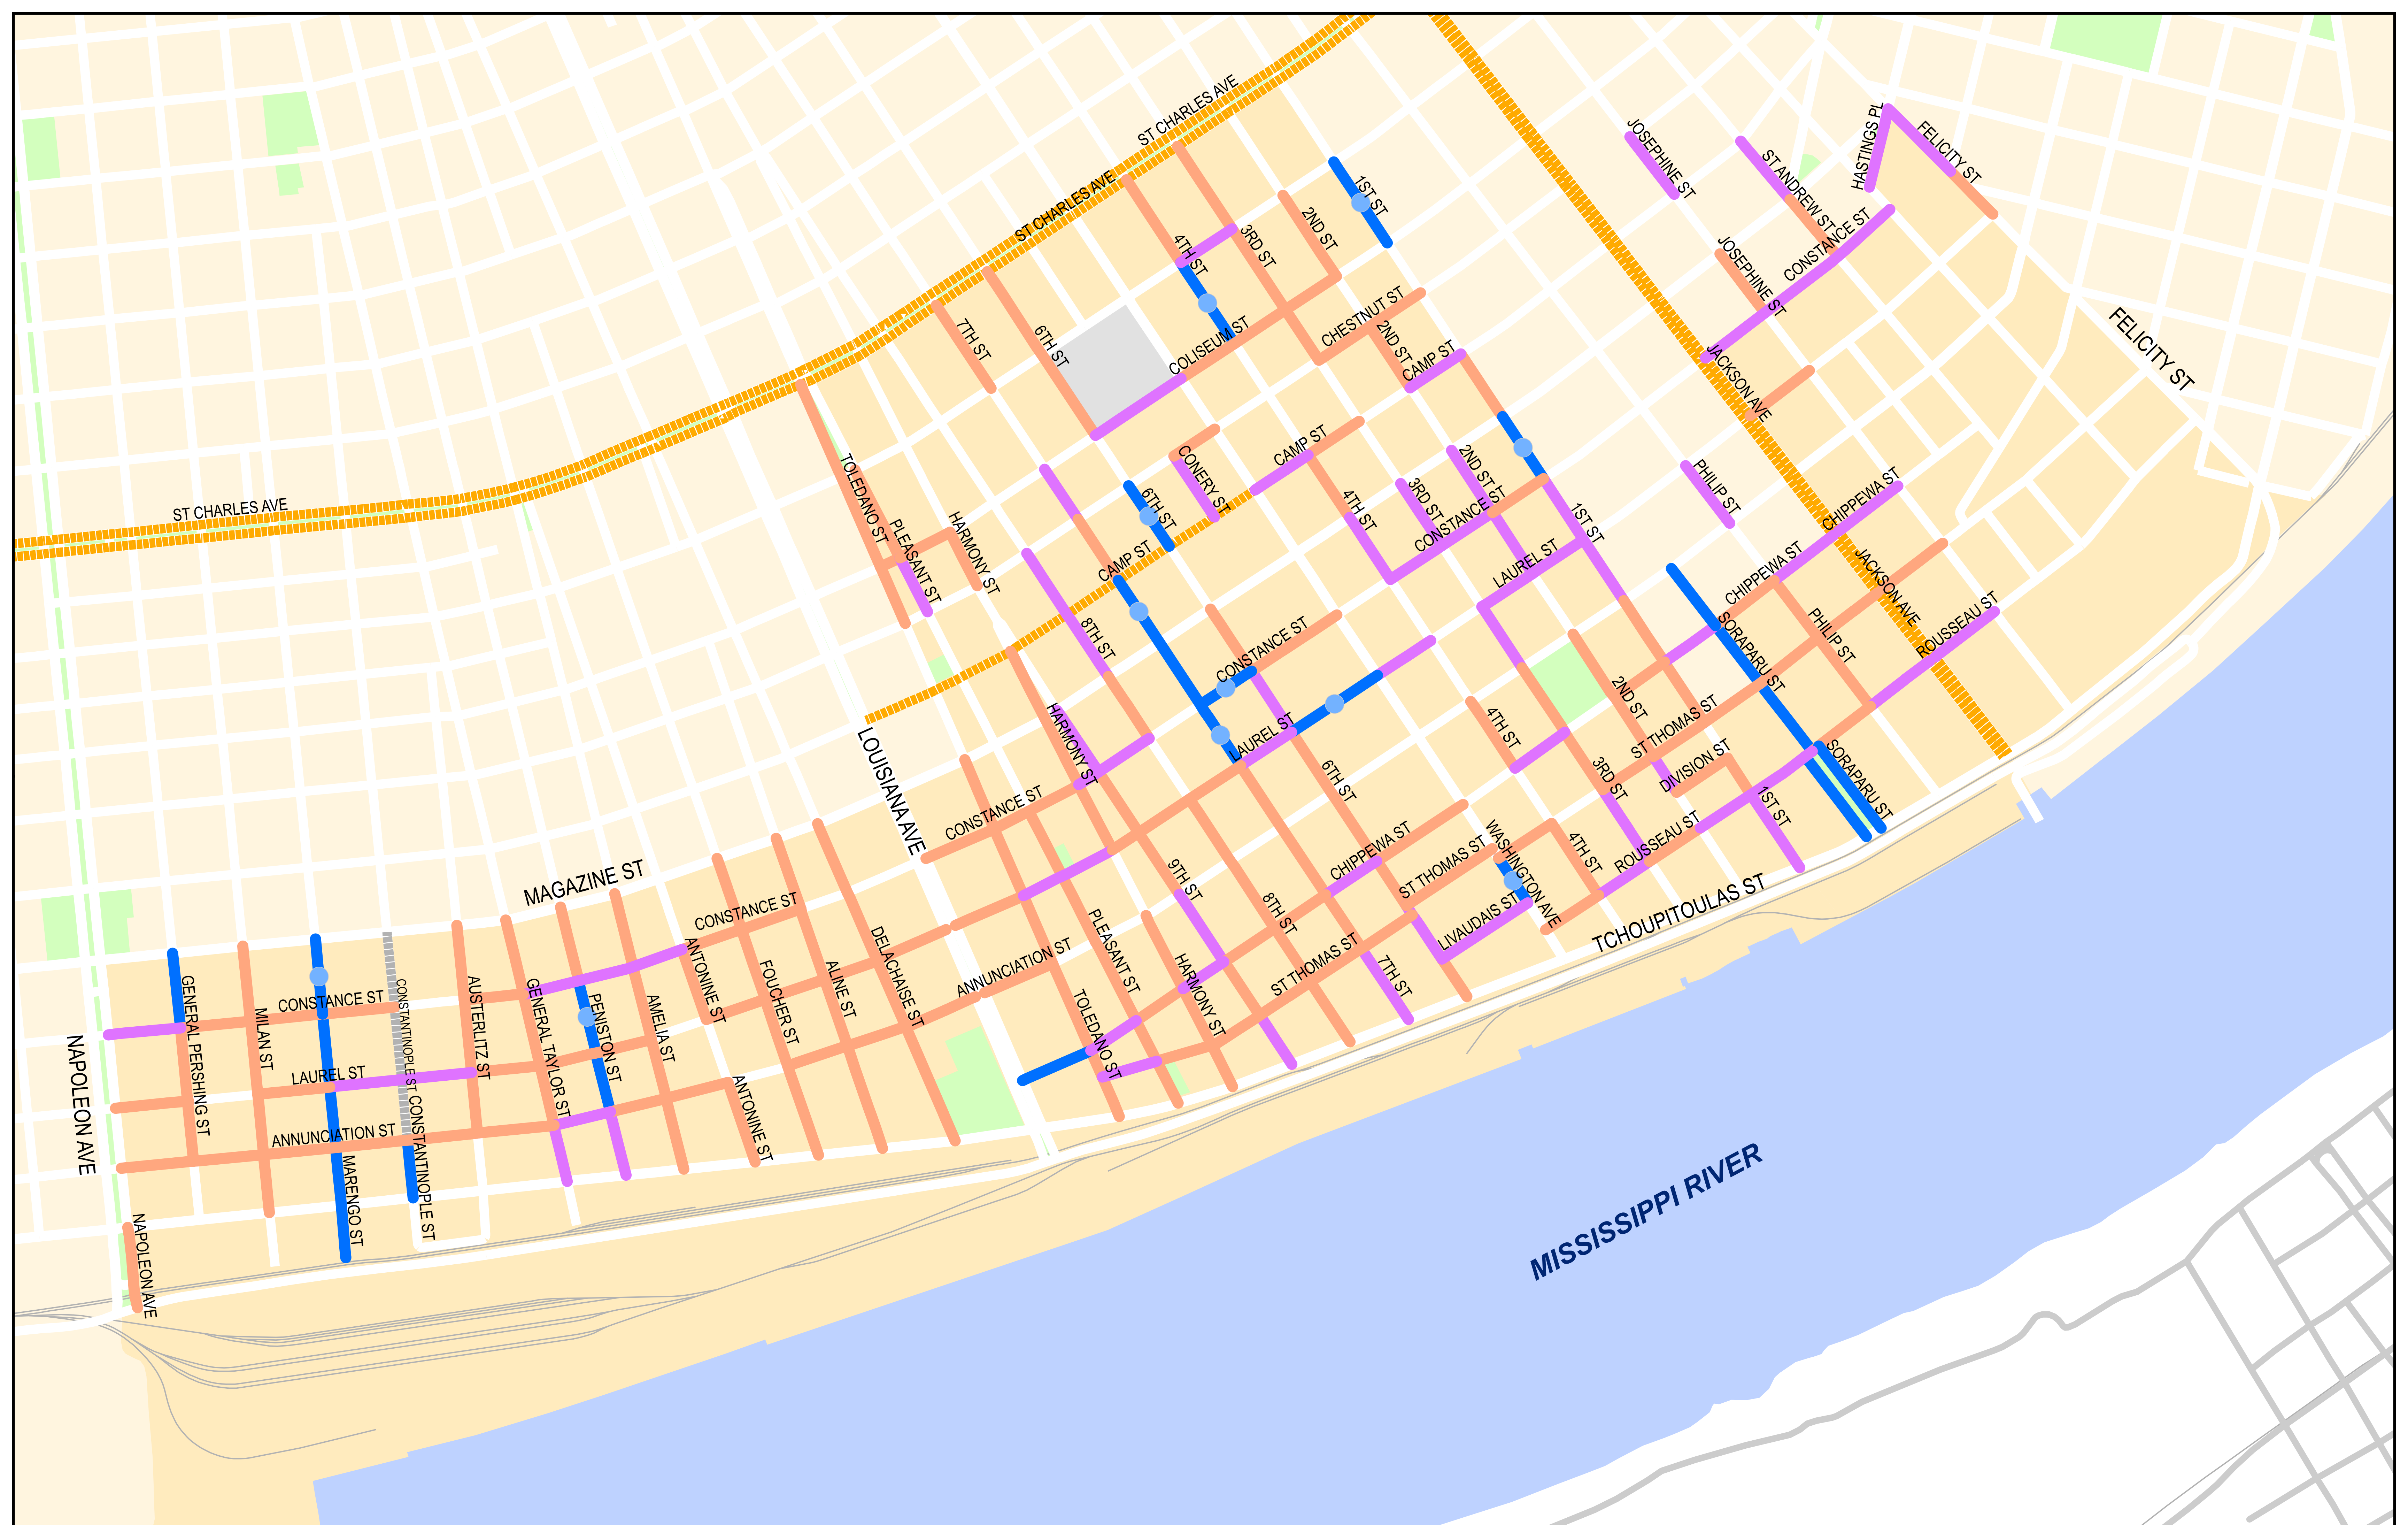 ST CHARLES AVE
JOSEPHINE ST
ST ANDREW ST
HASTINGS PL
FELICITY ST
ST CHARLES AVE
1ST ST
2ND ST
3RD ST
4TH ST
CONSTANCE ST
JOSEPHINE ST
7TH ST
6TH ST
COLISEUM ST
CHESTNUT ST
2ND ST
CAMP ST
JACKSON AVE
FELICITY ST
ST CHARLES AVE
TOLEDANO ST
PLEASANT ST
HARMONY ST
CONERY ST
CAMP ST
6TH ST
CAMP ST
4TH ST
3RD ST
2ND ST
CONSTANCE ST
1ST ST
LAUREL ST
PHILIP ST
CHIPPEWA ST
CHIPPEWA ST
JACKSON AVE
8TH ST
CONSTANCE ST
SORAPARU ST
PHILIP ST
ROUSSEAU ST
HARMONY ST
LAUREL ST
4TH ST
2ND ST
ST THOMAS ST
DIVISION ST
SORAPARU ST
LOUISIANA AVE
CONSTANCE ST
6TH ST
3RD ST
1ST ST
MAGAZINE ST
CONSTANCE ST
9TH ST
8TH ST
CHIPPEWA ST
ST THOMAS ST
WASHINGTON AVE
4TH ST
ROUSSEAU ST
LIVAUDAIS ST
TCHOUPITOULAS ST
DELACHAISE ST
ANNUNCIATION ST
PLEASANT ST
HARMONY ST
ST THOMAS ST
7TH ST
TOLEDANO ST
GENERAL PERSHING ST
MILAN ST
CONSTANCE ST
CONSTANTINOPLE ST
AUSTERLITZ ST
GENERAL TAYLOR ST
PENISTON ST
AMELIA ST
ANTONINE ST
FOUCHER ST
ALINE ST
NAPOLEON AVE
LAUREL ST
ANNUNCIATION ST
CONSTANTINOPLE ST
MARENGO ST
ANTONINE ST
NAPOLEON AVE
MISSISSIPPI RIVER